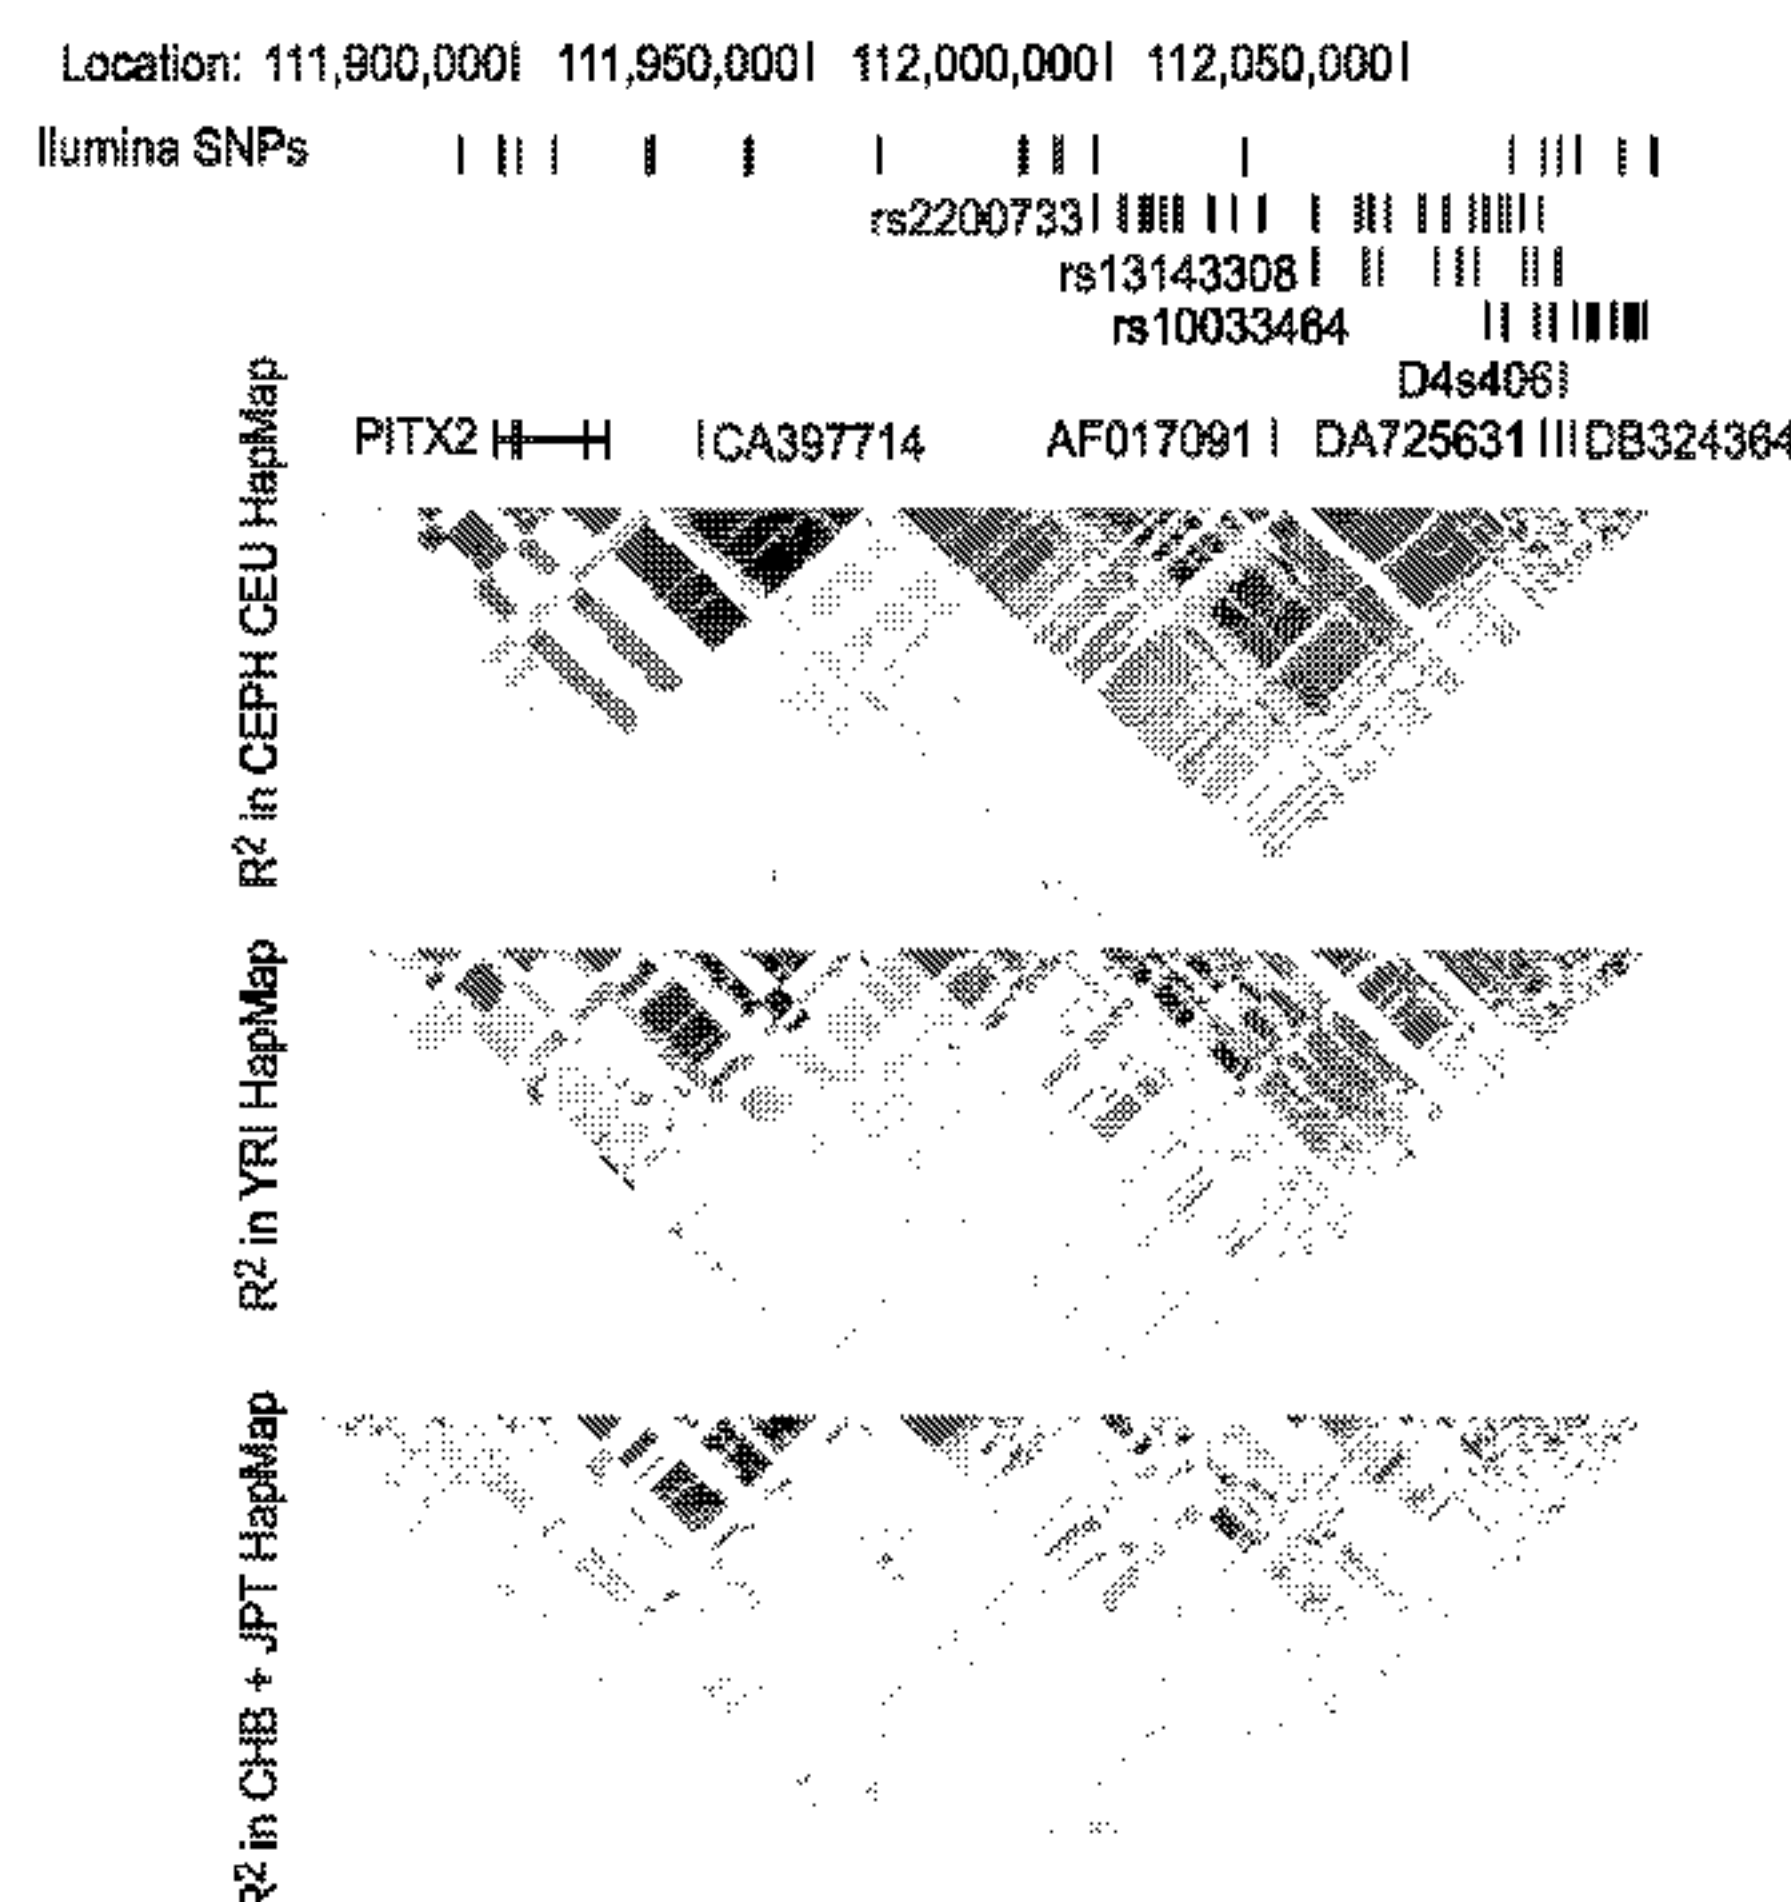 Location: 111,900,000| 111,950,000| 112,000,000| 112,050,000|
llumina SNPs
rs2200733
rs13143308
rs10033464
D4s406
PITX2 CA397714 AF017091 DA725631 DB324364
R² in CEPH CEU HapMap
R² in YRI HapMap
R² in CHB + JPT HapMap